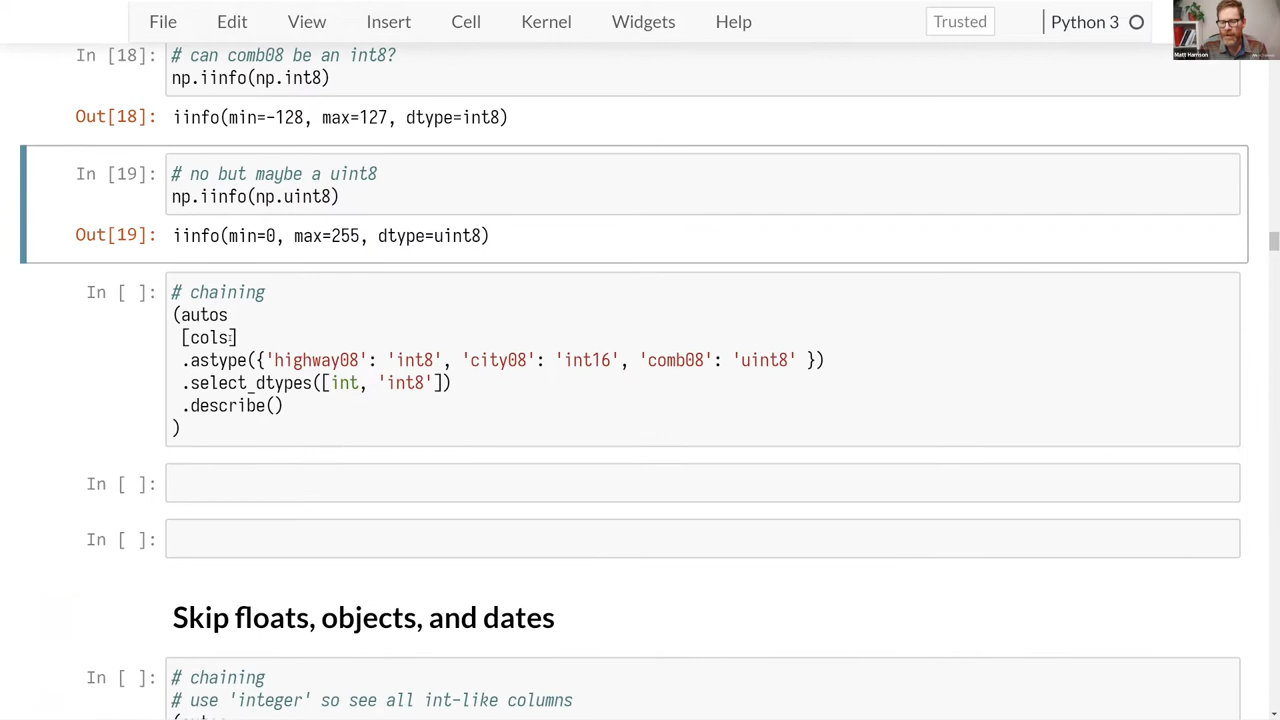 File Edit View Insert Cell Kernel Widgets Help Trusted Python 3
Matt Harrison
In [18]: # can comb08 be an int8?
np.iinfo(np.int8)
Out[18]: iinfo(min=-128, max=127, dtype=int8)
In [19]: # no but maybe a uint8
np.iinfo(np.uint8)
Out[19]: iinfo(min=0, max=255, dtype=uint8)
In [ ]: # chaining
(autos
[cols]
.astype({'highway08': 'int8', 'city08': 'int16', 'comb08': 'uint8' })
.select_dtypes([int, 'int8'])
.describe()
)
In [ ]:
In [ ]:
Skip floats, objects, and dates
In [ ]: # chaining
# use 'integer' so see all int-like columns